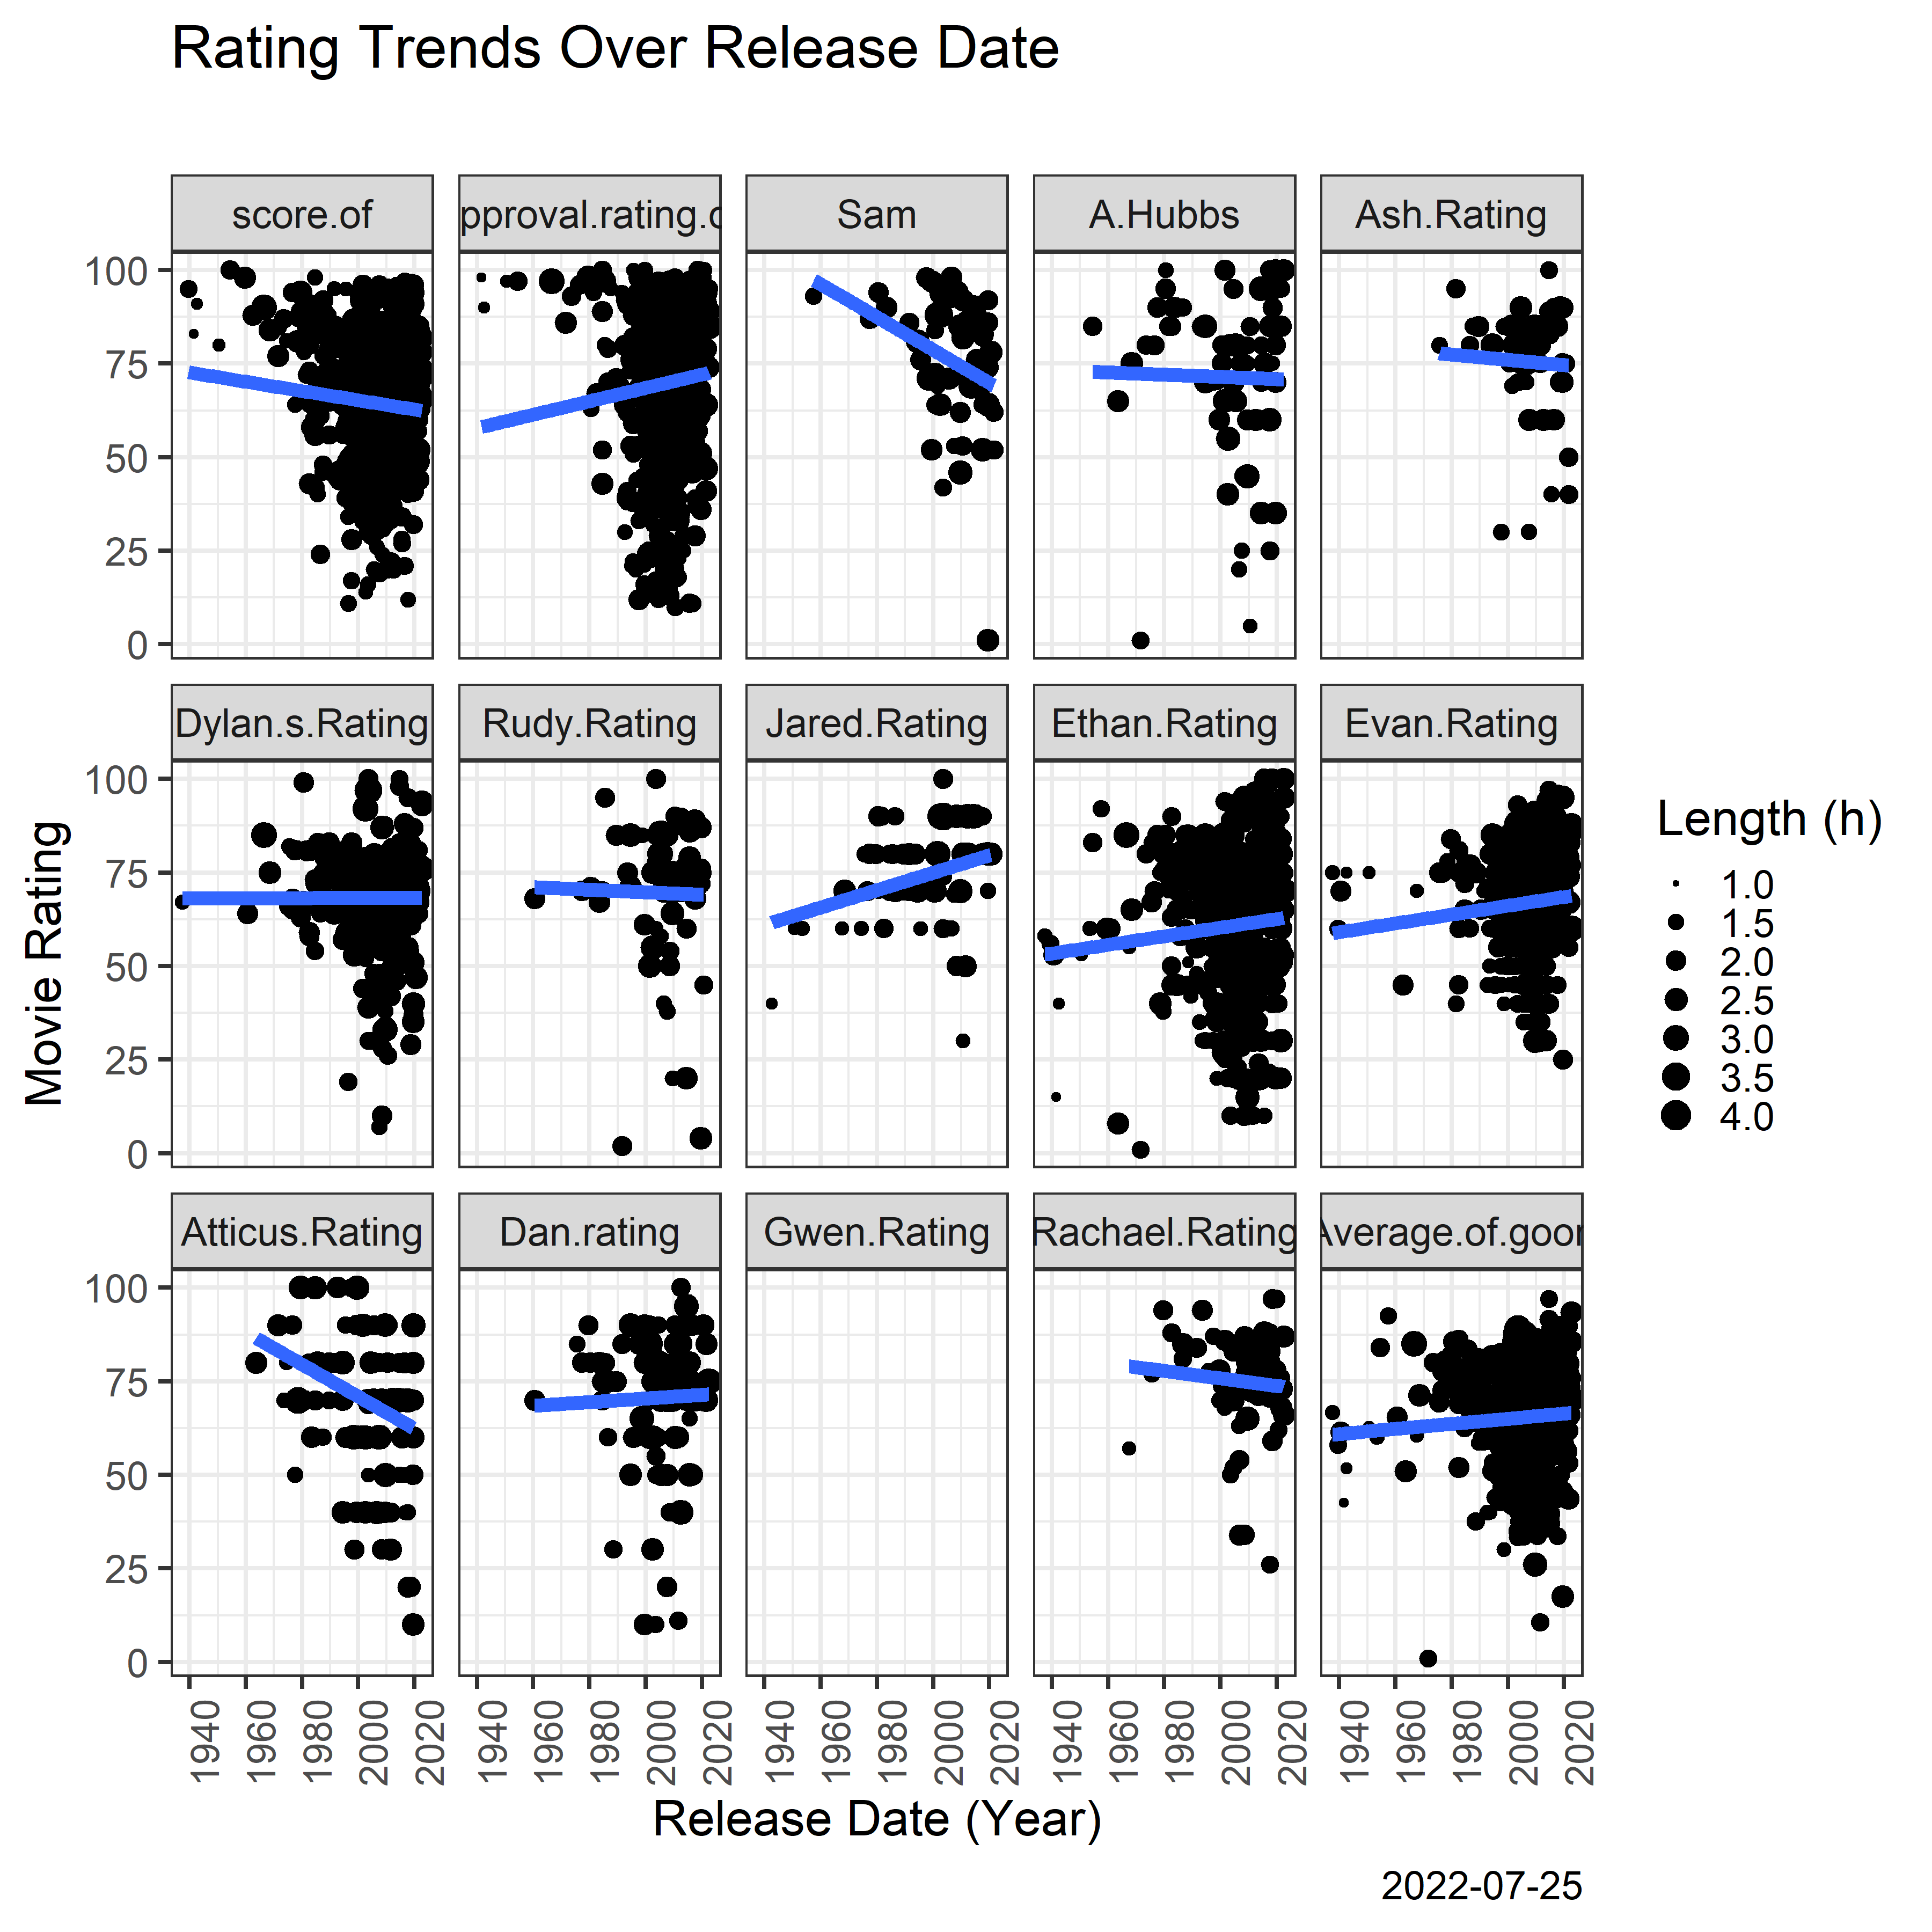 Rating Trends Over Release Date
score.of
pproval.rating.o
Sam
A.Hubbs
Ash.Rating
100
75
50
25
0
Dylan.s.Rating
Rudy.Rating
Jared.Rating
Ethan.Rating
Evan.Rating
100
75
50
25
0
Atticus.Rating
Dan.rating
Gwen.Rating
Rachael.Rating
Average.of.goon
100
75
50
25
0
1940 1960 1980 2000 2020
1940 1960 1980 2000 2020
1940 1960 1980 2000 2020
1940 1960 1980 2000 2020
1940 1960 1980 2000 2020
Movie Rating
Release Date (Year)
Length (h)
1.0
1.5
2.0
2.5
3.0
3.5
4.0
2022-07-25